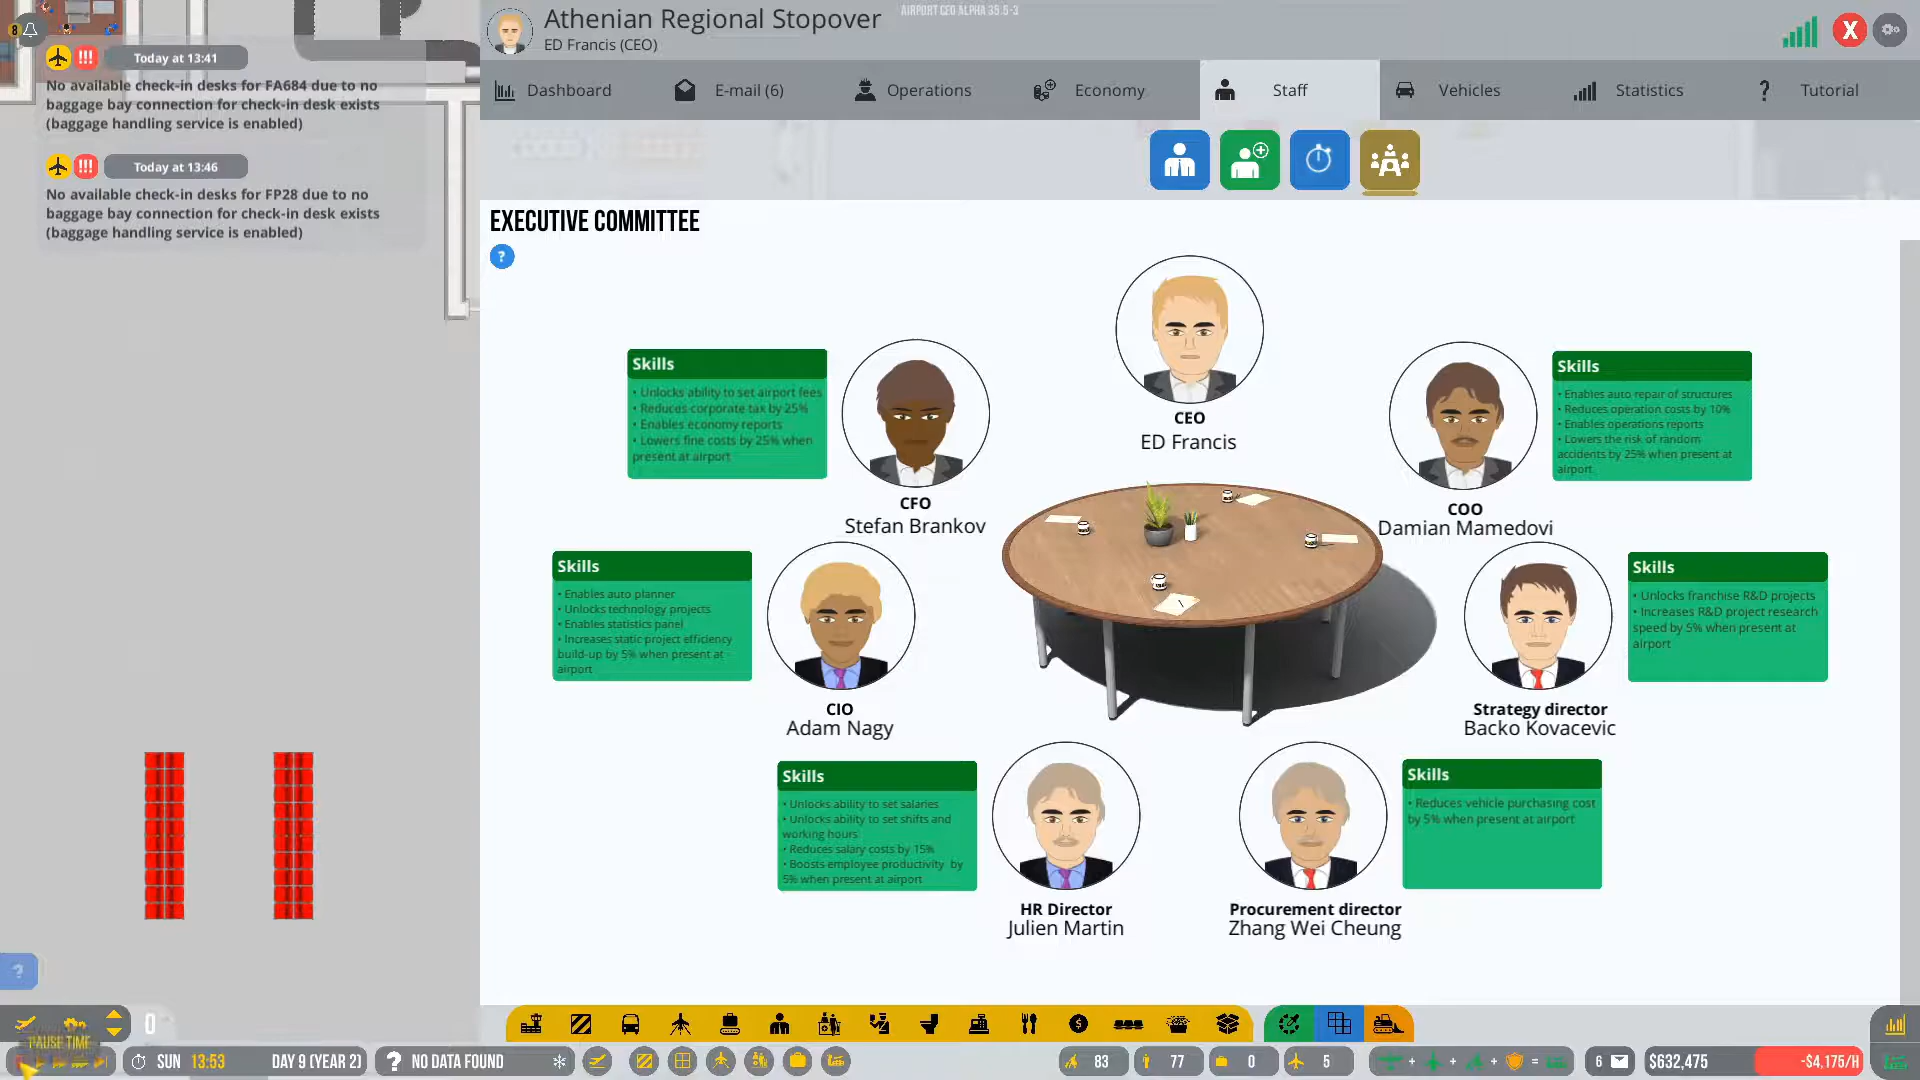 AIRPORT CEO ALPHA 35.5-3
Athenian Regional Stopover
ED Francis (CEO)
8
!!!
Today at 13:41
No available check-in desks for FA684 due to no
baggage bay connection for check-in desk exists
(baggage handling service is enabled)
!!!
Today at 13:46
No available check-in desks for FP28 due to no
baggage bay connection for check-in desk exists
(baggage handling service is enabled)
X
Dashboard
E-mail (6)
Operations
Economy
Staff
Vehicles
Statistics
? Tutorial
EXECUTIVE COMMITTEE
?
CEO
ED Francis
Skills
• Unlocks ability to set airport fees
• Reduces corporate tax by 25%
• Enables economy reports
• Lowers fine costs by 25% when
present at airport
CFO
Stefan Brankov
Skills
• Enables auto repair of structures
• Reduces operation costs by 10%
• Enables operations reports
• Lowers the risk of random
accidents by 25% when present at
airport
COO
Damian Mamedovi
Skills
• Enables auto planner
• Unlocks technology projects
• Enables statistics panel
• Increases static project efficiency
build-up by 5% when present at
airport
CIO
Adam Nagy
Skills
• Unlocks franchise R&D projects
• Increases R&D project research
speed by 5% when present at
airport
Strategy director
Backo Kovacevic
Skills
• Unlocks ability to set salaries
• Unlocks ability to set shifts and
working hours
• Reduces salary costs by 15%
• Boosts employee productivity by
5% when present at airport
HR Director
Julien Martin
Skills
• Reduces vehicle purchasing cost
by 5% when present at airport
Procurement director
Zhang Wei Cheung
?
0
PAUSE TIME
SUN 13:53 DAY 9 (YEAR 2)
? NO DATA FOUND
83
77
0
5
+ + + =
6
$632,475
-$4,175/H